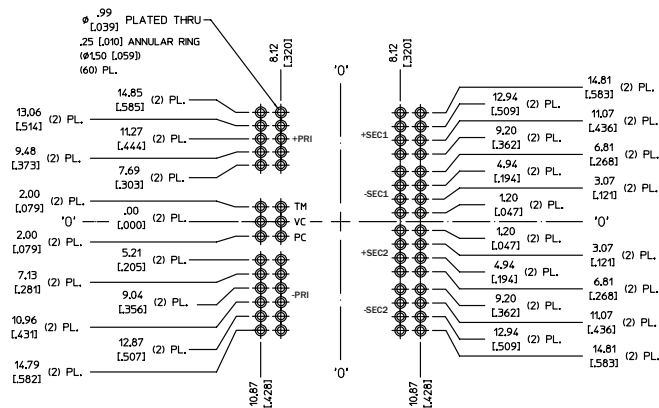 ø .99
[.039] PLATED THRU
.25 [.010] ANNULAR RING
(ø1.50 [.059])
(60) PL.
8.12
[.320]
'0'
8.12
[.320]
14.85
[.585] (2) PL.
13.06
[.514] (2) PL.
11.27
[.444] (2) PL.
9.48
[.373] (2) PL.
7.69
[.303] (2) PL.
2.00
[.079] (2) PL.
'0'
.00
[.000] (2) PL.
2.00
[.079] (2) PL.
5.21
[.205] (2) PL.
7.13
[.281] (2) PL.
9.04
[.356] (2) PL.
10.96
[.431] (2) PL.
12.87
[.507] (2) PL.
14.79
[.582] (2) PL.
+PRI
TM
VC
PC
-PRI
+SEC1
-SEC1
+SEC2
-SEC2
14.81
[.583] (2) PL.
12.94
[.509] (2) PL.
11.07
[.436] (2) PL.
9.20
[.362] (2) PL.
6.81
[.268] (2) PL.
4.94
[.194] (2) PL.
3.07
[.121] (2) PL.
1.20
[.047] (2) PL.
'0'
1.20
[.047] (2) PL.
3.07
[.121] (2) PL.
4.94
[.194] (2) PL.
6.81
[.268] (2) PL.
9.20
[.362] (2) PL.
11.07
[.436] (2) PL.
12.94
[.509] (2) PL.
14.81
[.583] (2) PL.
10.87
[.428]
'0'
10.87
[.428]